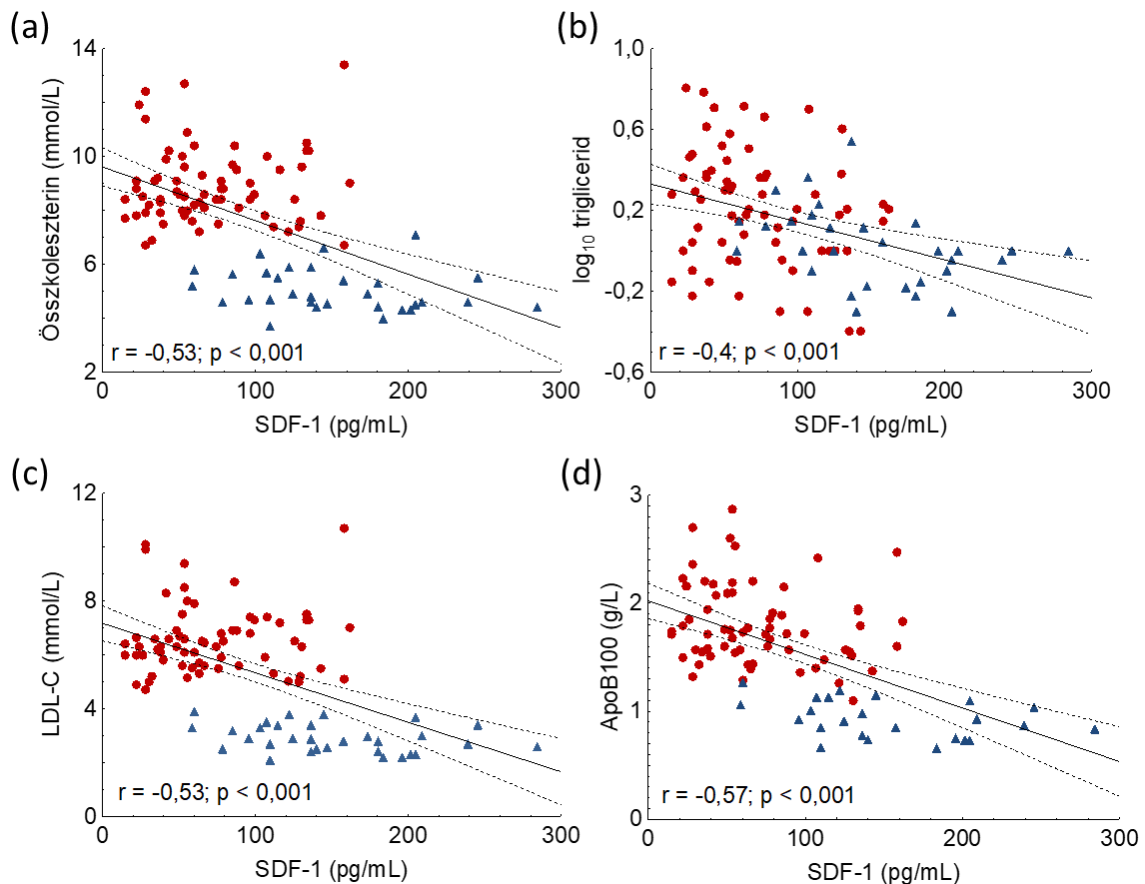 (a)
14
10
6
2
Összkoleszterin (mmol/L)
r = -0,53; p < 0,001
0 100 200 300
SDF-1 (pg/mL)
(b)
1,0
0,6
0,2
-0,2
-0,6
log10 triglicerid
r = -0,4; p < 0,001
0 100 200 300
SDF-1 (pg/mL)
(c)
12
8
4
0
LDL-C (mmol/L)
r = -0,53; p < 0,001
0 100 200 300
SDF-1 (pg/mL)
(d)
3
2
1
0
ApoB100 (g/L)
r = -0,57; p < 0,001
0 100 200 300
SDF-1 (pg/mL)